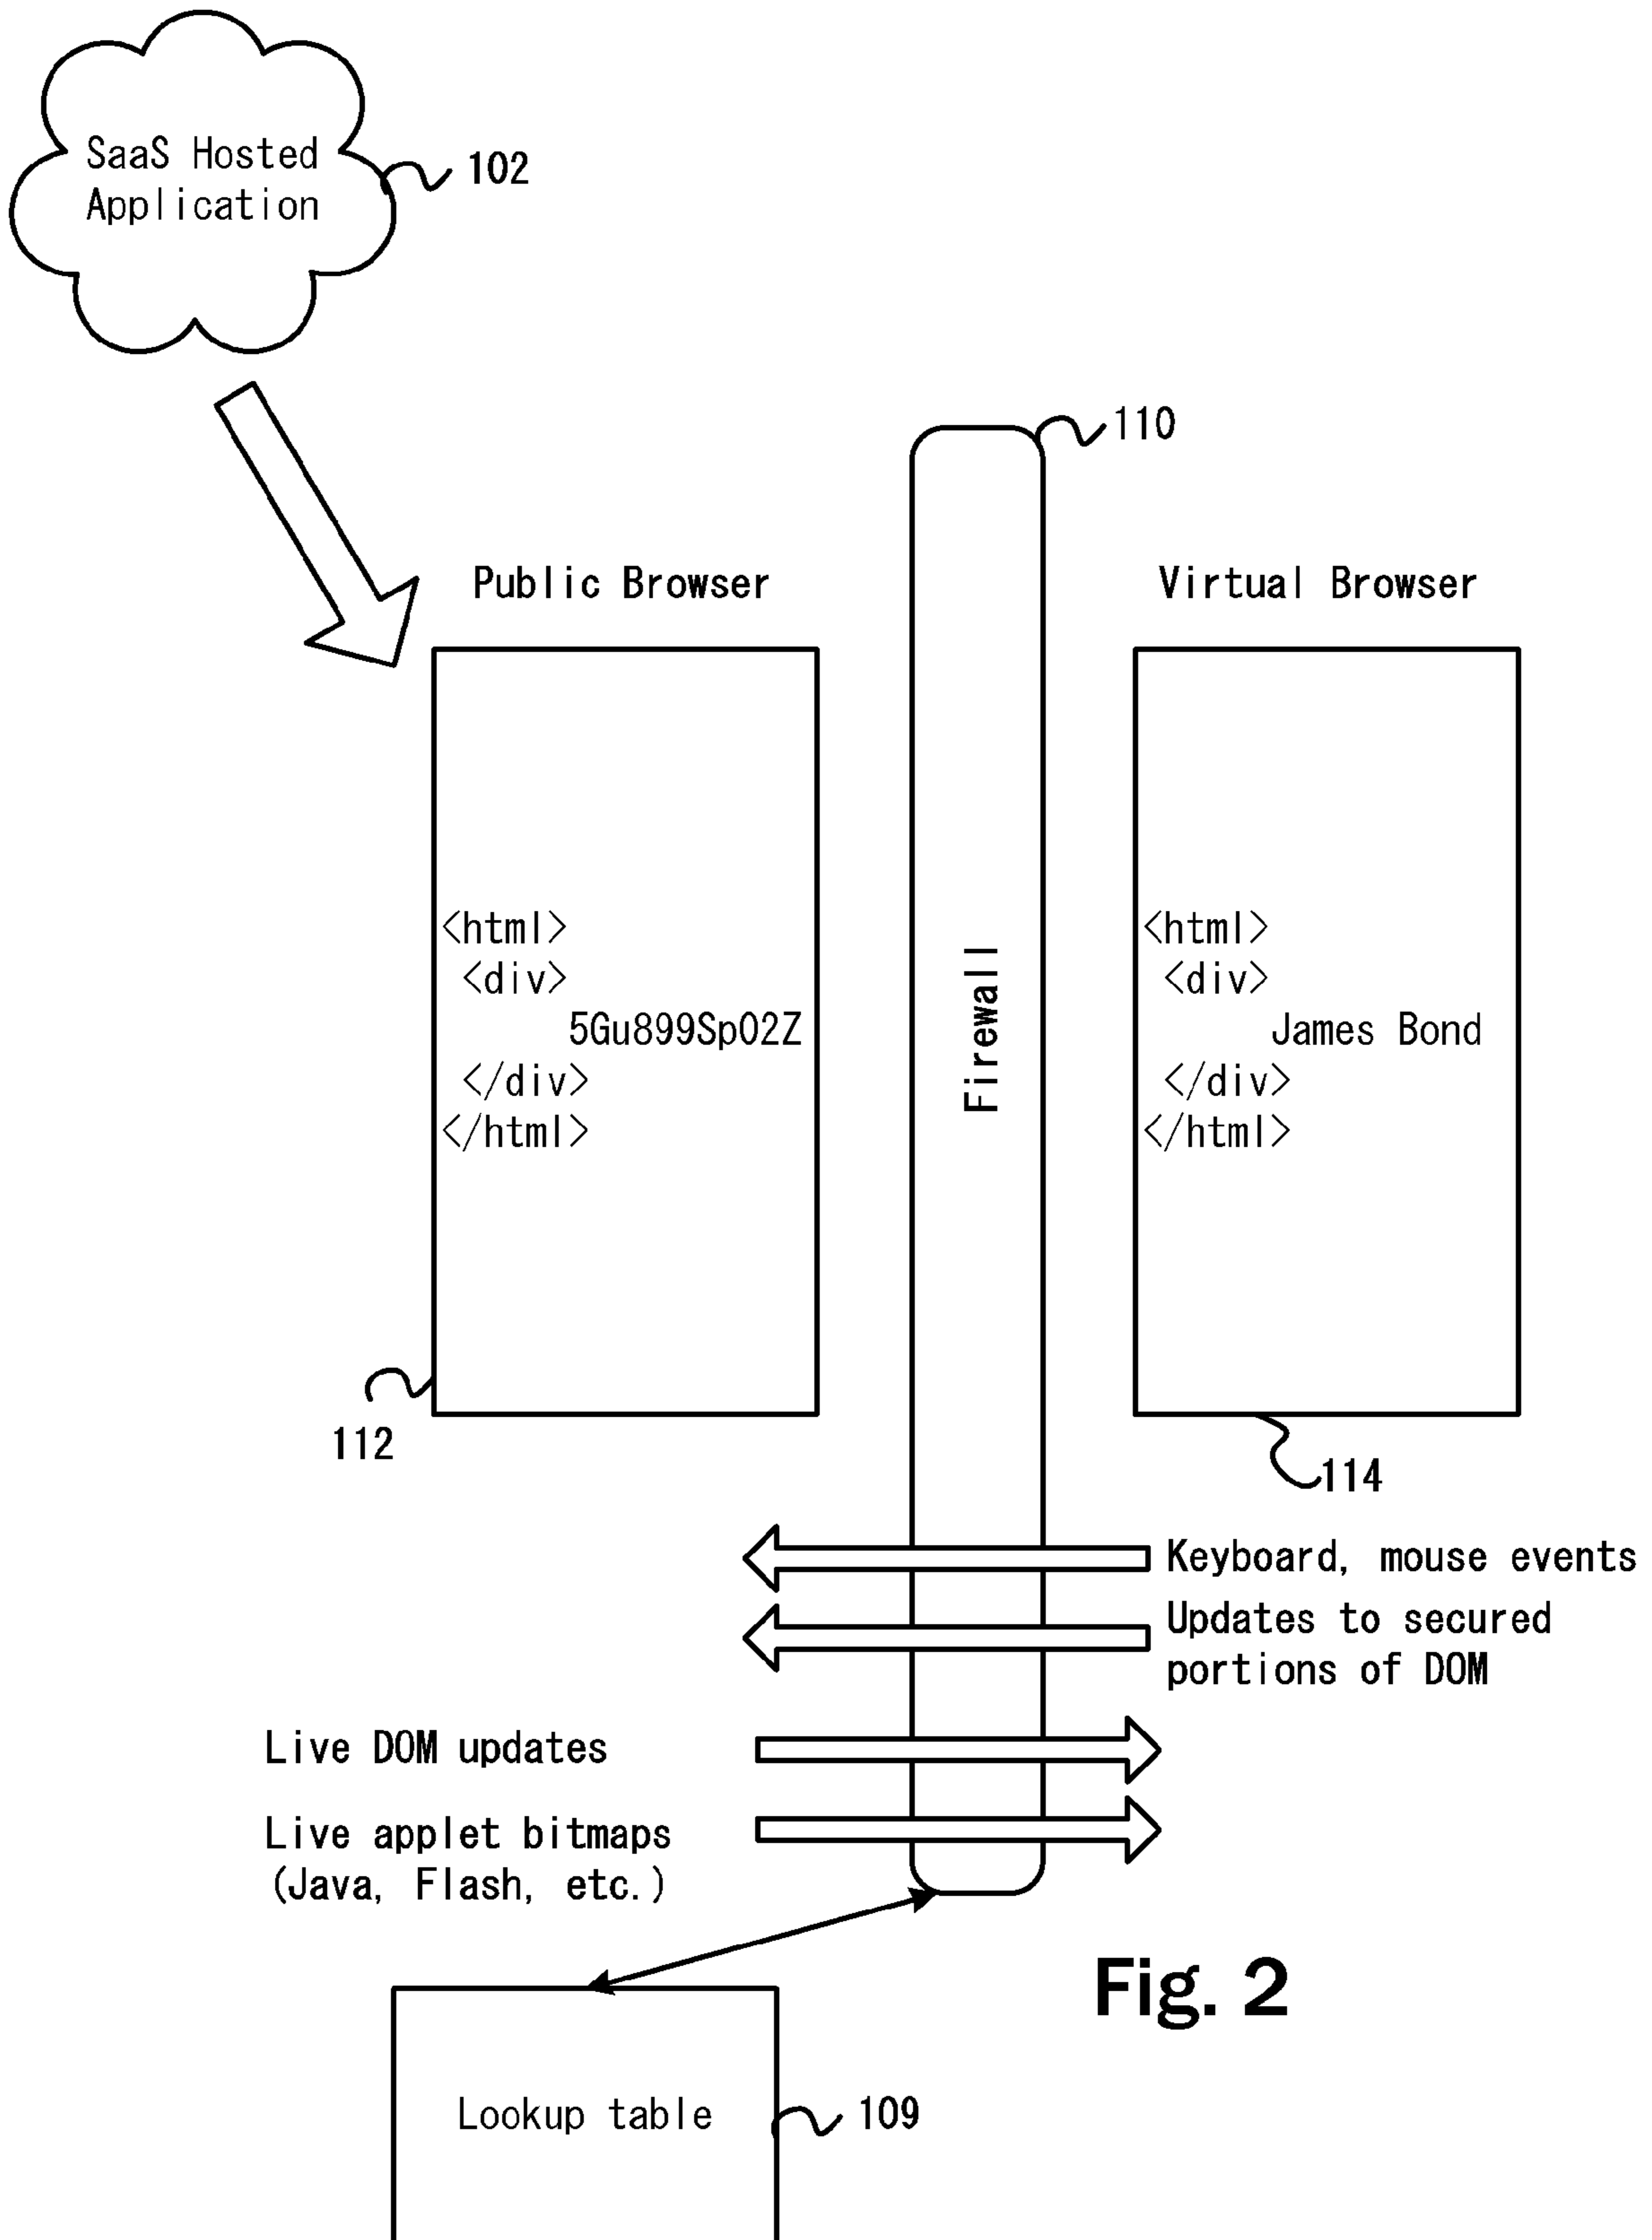 SaaS Hosted
Application
102
110
Public Browser
Virtual Browser
<html>
<div>
5Gu899Sp02Z
</div>
</html>
Firewall
<html>
<div>
James Bond
</div>
</html>
112
114
Keyboard, mouse events
Updates to secured
portions of DOM
Live DOM updates
Live applet bitmaps
(Java, Flash, etc.)
Fig. 2
Lookup table
109